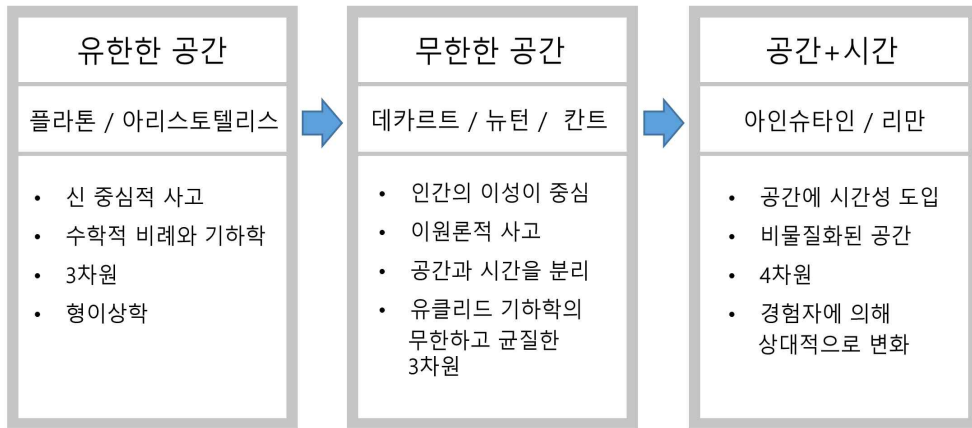 유한한 공간
플라톤 / 아리스토텔리스
• 신 중심적 사고
• 수학적 비례와 기하학
• 3차원
• 형이상학
무한한 공간
데카르트 / 뉴턴 / 칸트
• 인간의 이성이 중심
• 이원론적 사고
• 공간과 시간을 분리
• 유클리드 기하학의
무한하고 균질한
3차원
공간+시간
아인슈타인 / 리만
• 공간에 시간성 도입
• 비물질화된 공간
• 4차원
• 경험자에 의해
상대적으로 변화